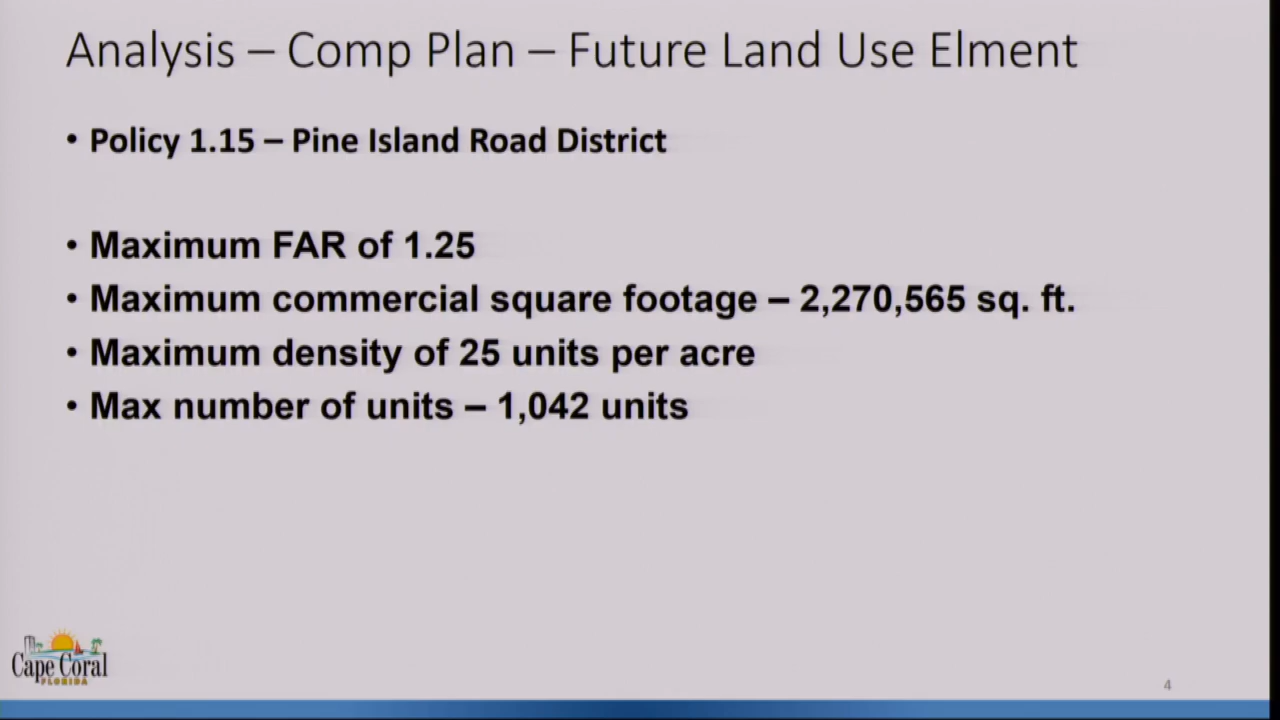 Analysis – Comp Plan – Future Land Use Elment
• Policy 1.15 – Pine Island Road District
• Maximum FAR of 1.25
• Maximum commercial square footage – 2,270,565 sq. ft.
• Maximum density of 25 units per acre
• Max number of units – 1,042 units
Cape Coral
FLORIDA
4